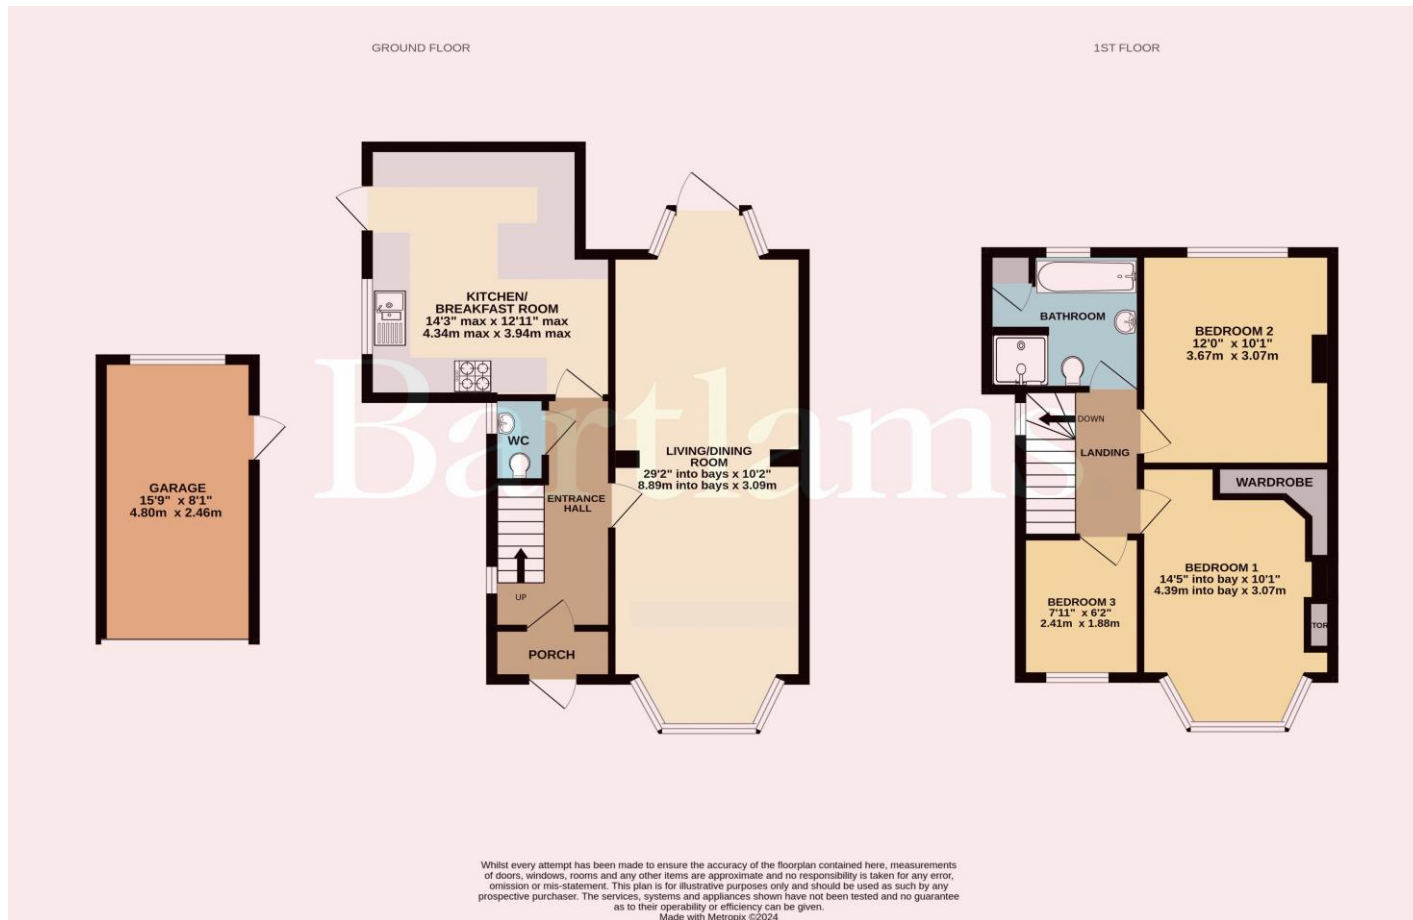 GROUND FLOOR
1ST FLOOR
KITCHEN/
BREAKFAST ROOM
14'3" max x 12'11" max
4.34m max x 3.94m max
GARAGE
15'9" x 8'1"
4.80m x 2.46m
WC
ENTRANCE
HALL
UP
PORCH
LIVING/DINING
ROOM
29'2" into bays x 10'2"
8.89m into bays x 3.09m
BATHROOM
BEDROOM 2
12'0" x 10'1"
3.67m x 3.07m
DOWN
LANDING
WARDROBE
BEDROOM 1
14'5" into bay x 10'1"
4.39m into bay x 3.07m
BEDROOM 3
7'11" x 6'2"
2.41m x 1.88m
TOR
Bartlams.
Whilst every attempt has been made to ensure the accuracy of the floorplan contained here, measurements
of doors, windows, rooms and any other items are approximate and no responsibility is taken for any error,
omission or mis-statement. This plan is for illustrative purposes only and should be used as such by any
prospective purchaser. The services, systems and appliances shown have not been tested and no guarantee
as to their operability or efficiency can be given.
Made with Metropix ©2024